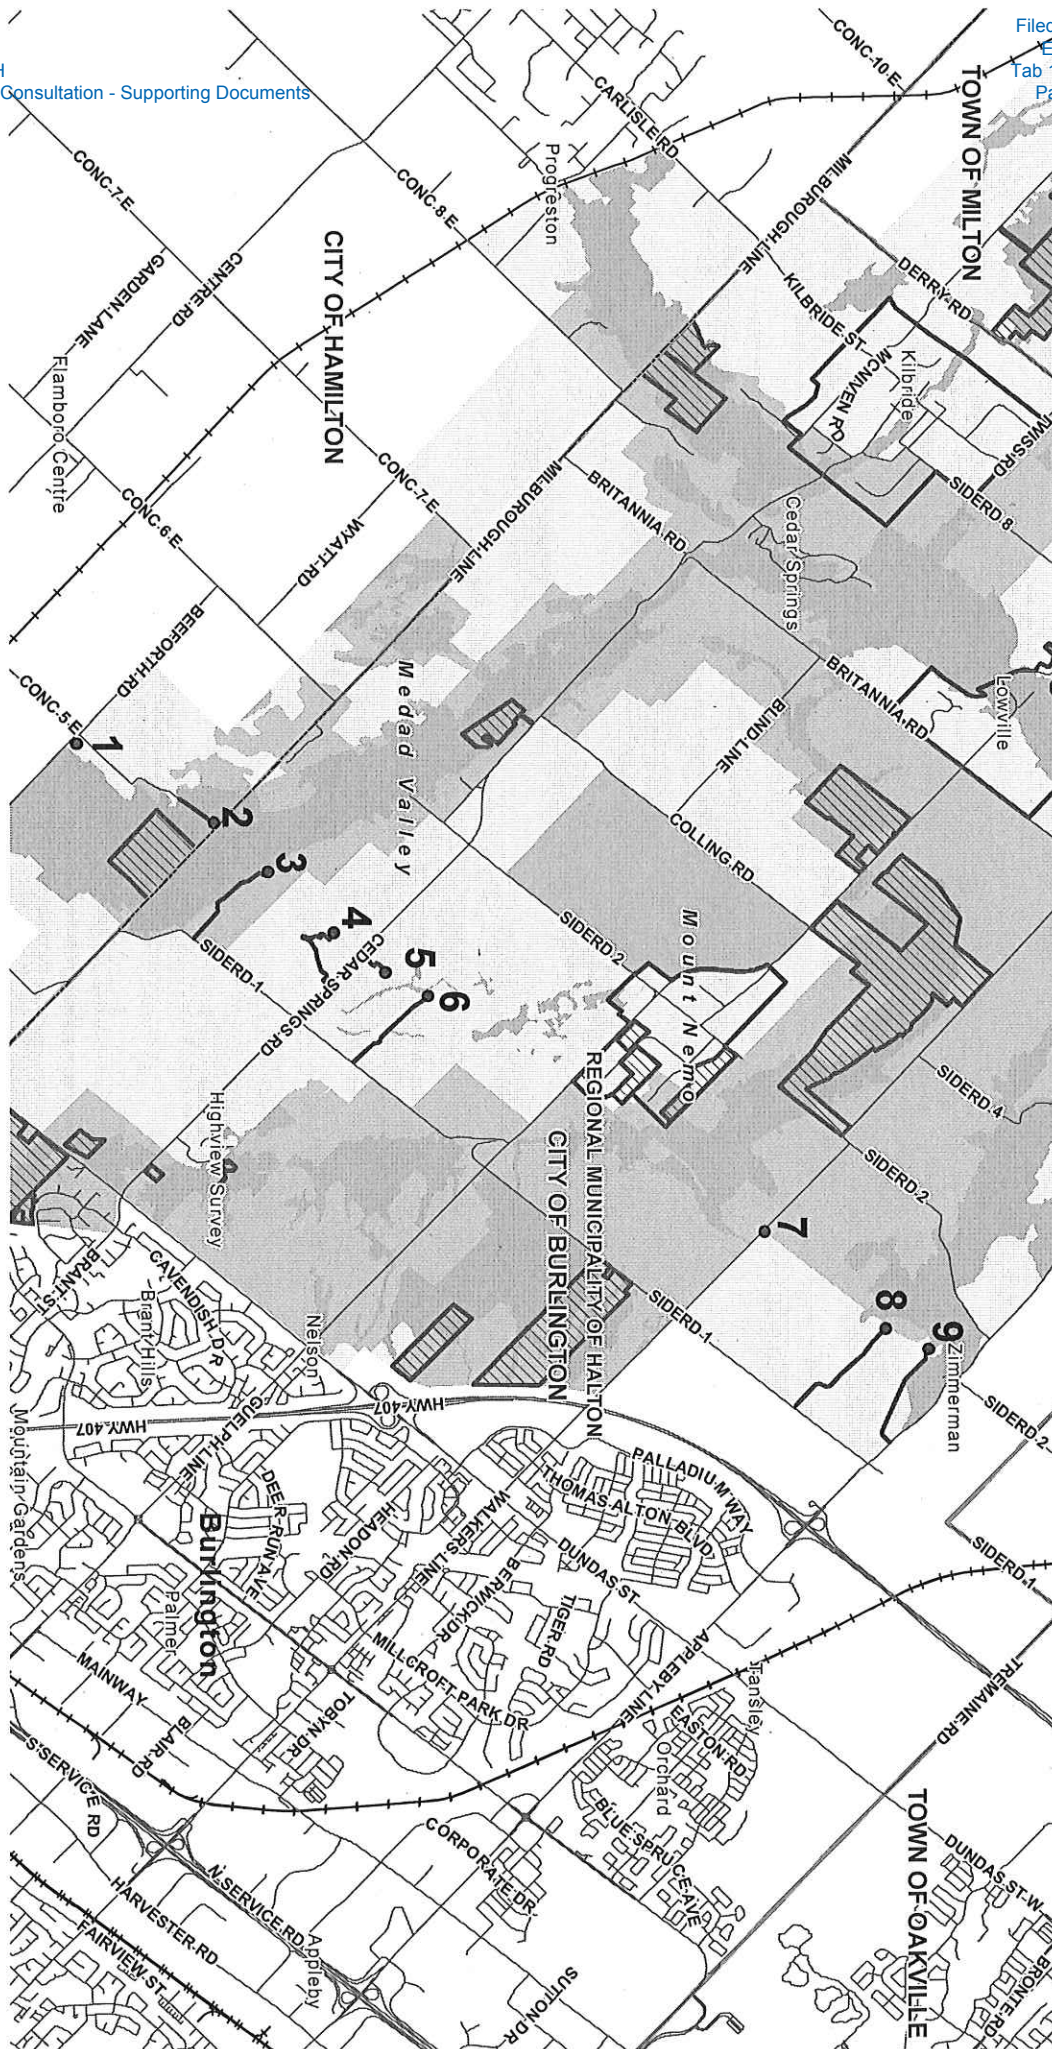 Filed
Tab 1
Consultation - Supporting Documents
CONC 10 E
TOWN OF MILTON
CARLISLE RD
Progreston
MILBOROUGH LINE
CONC 7 E
CONC 8 E
DERRY RD
KILBRIDE ST
MCNIVEN RD
Kilbride
TWISS RD
SIDERD 8
CITY OF HAMILTON
CENTRE RD
GARDEN LANE
Flamboro Centre
CONC 7 E
MILBOROUGH LINE
BRITANNIA RD
Cedar Springs
CONC 6 E
WYATT RD
BEEFORTH RD
BRITANNIA RD
Lowville
BLIND LINE
Medad Valley
CONC 5 E
1
2
3
4
5
6
COLLING RD
SIDERD 2
Mount Nemo
CEDAR SPRINGS RD
SIDERD 1
SIDERD 4
REGIONAL MUNICIPALITY OF HALTON
CITY OF BURLINGTON
SIDERD 2
Highview Survey
7
8
9
Zimmerman
SIDERD 1
SIDERD 2
BRANT ST
CAVENDISH DR
Brant Hills
Nelson
HWY 407
HWY 407
GUELPH LINE
PALLADIUM WAY
THOMAS ALTON BLVD
Mountain Gardens
DEER RUN AVE
HEADON RD
WALKERS LINE
BERWICK DR
DUNDAS ST
TIGER RD
SIDERD 1
Burlington
Palmer
MILLCROFT PARK DR
APPLEBY LINE
Tansley
TREMAINE RD
MAINWAY
BLAIR RD
TOBYN DR
EASTON RD
Orchard
BLUE SPRUCE AVE
S SERVICE RD
N SERVICE RD
CORPORATE DR
TOWN OF OAKVILLE
DUNDAS ST W
BRONTE RD
HARVESTER RD
FAIRVIEW ST
Appleby
SUTTON DR